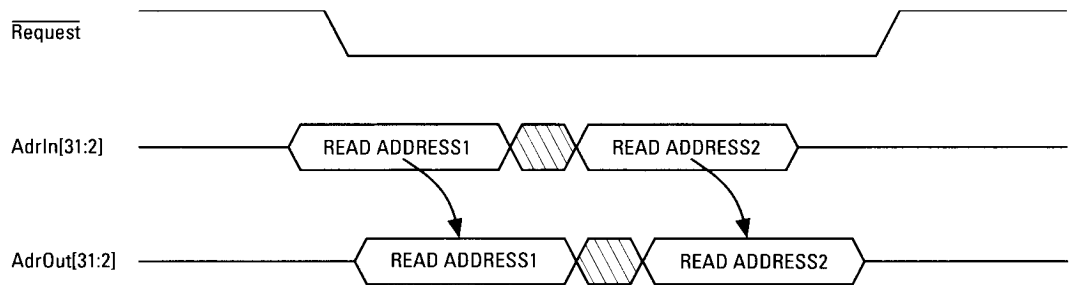 Request
AdrIn[31:2]
READ ADDRESS1
READ ADDRESS2
AdrOut[31:2]
READ ADDRESS1
READ ADDRESS2